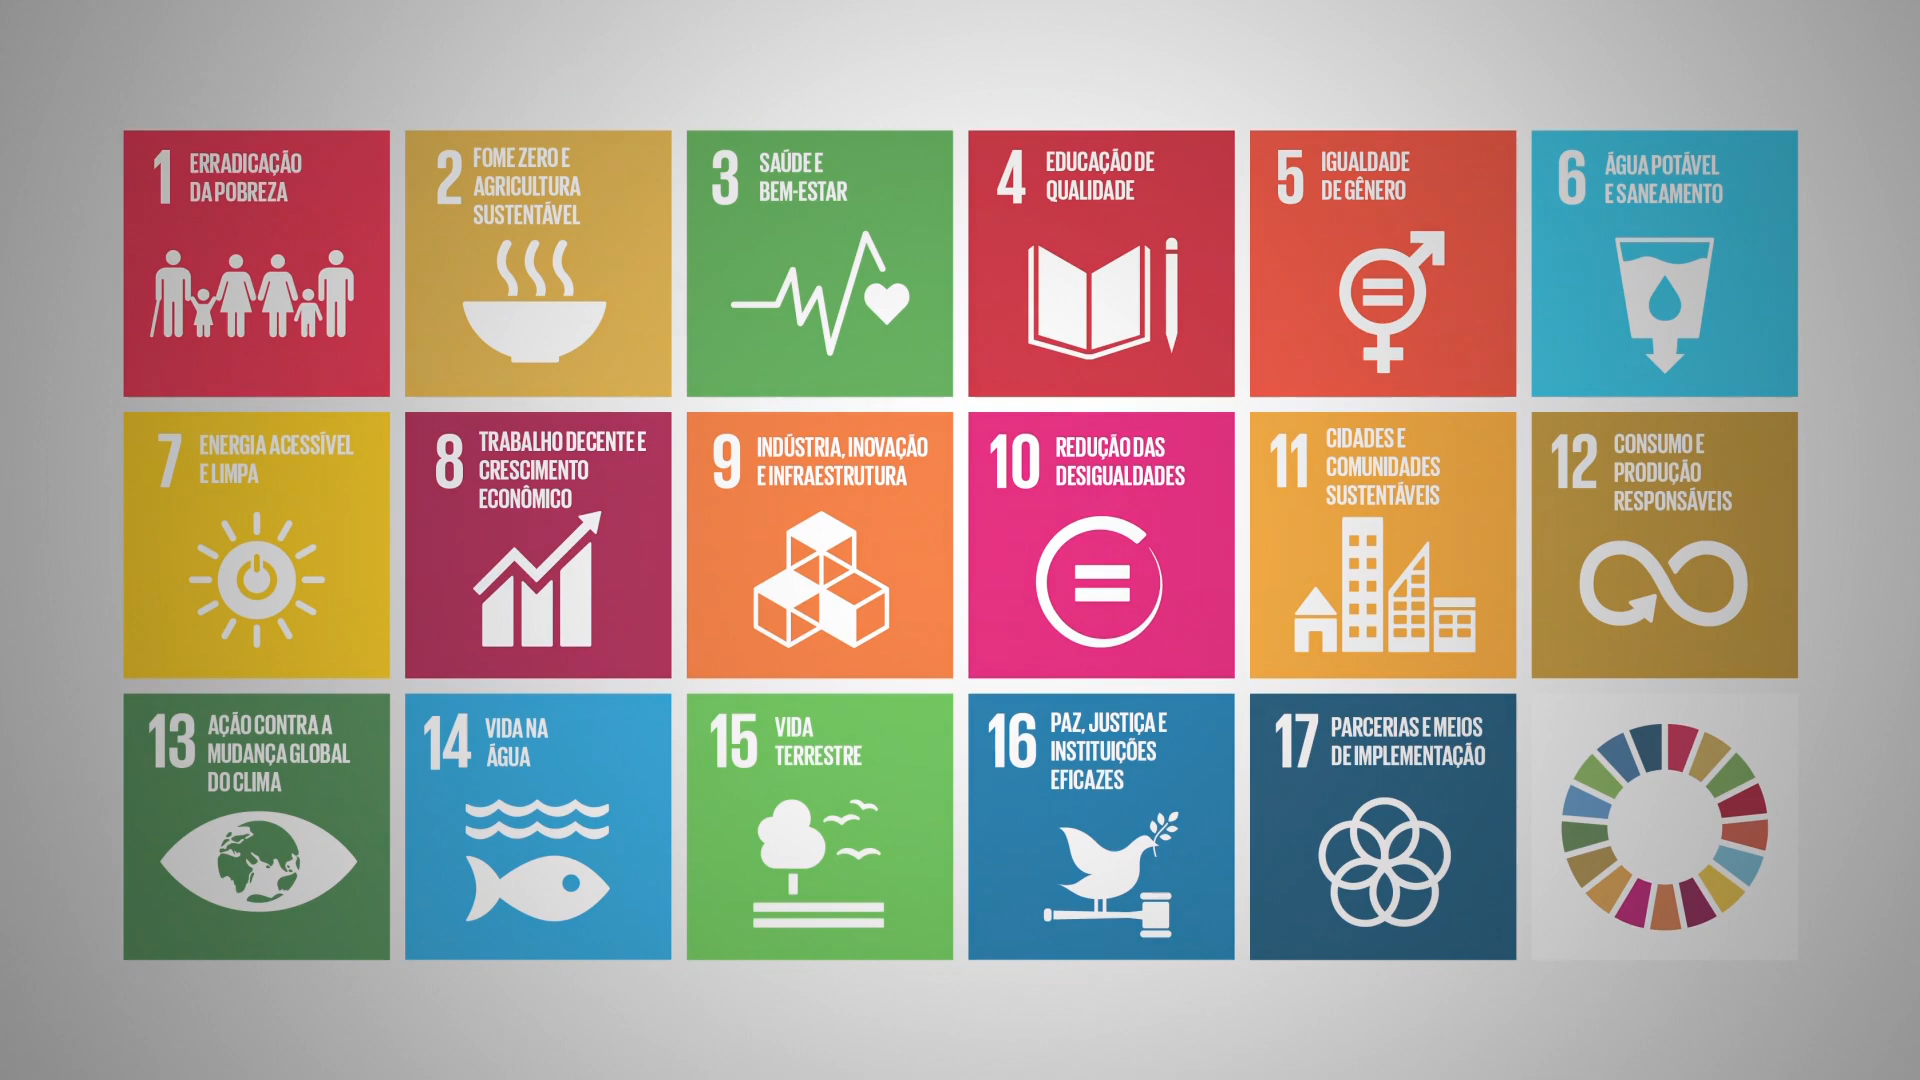 1 ERRADICAÇÃO
DA POBREZA
2 FOME ZERO E
AGRICULTURA
SUSTENTÁVEL
3 SAÚDE E
BEM-ESTAR
4 EDUCAÇÃO DE
QUALIDADE
5 IGUALDADE
DE GÊNERO
6 ÁGUA POTÁVEL
E SANEAMENTO
7 ENERGIA ACESSÍVEL
E LIMPA
8 TRABALHO DECENTE E
CRESCIMENTO
ECONÔMICO
9 INDÚSTRIA, INOVAÇÃO
E INFRAESTRUTURA
10 REDUÇÃO DAS
DESIGUALDADES
11 CIDADES E
COMUNIDADES
SUSTENTÁVEIS
12 CONSUMO E
PRODUÇÃO
RESPONSÁVEIS
13 AÇÃO CONTRA A
MUDANÇA GLOBAL
DO CLIMA
14 VIDA NA
ÁGUA
15 VIDA
TERRESTRE
16 PAZ, JUSTIÇA E
INSTITUIÇÕES
EFICAZES
17 PARCERIAS E MEIOS
DE IMPLEMENTAÇÃO